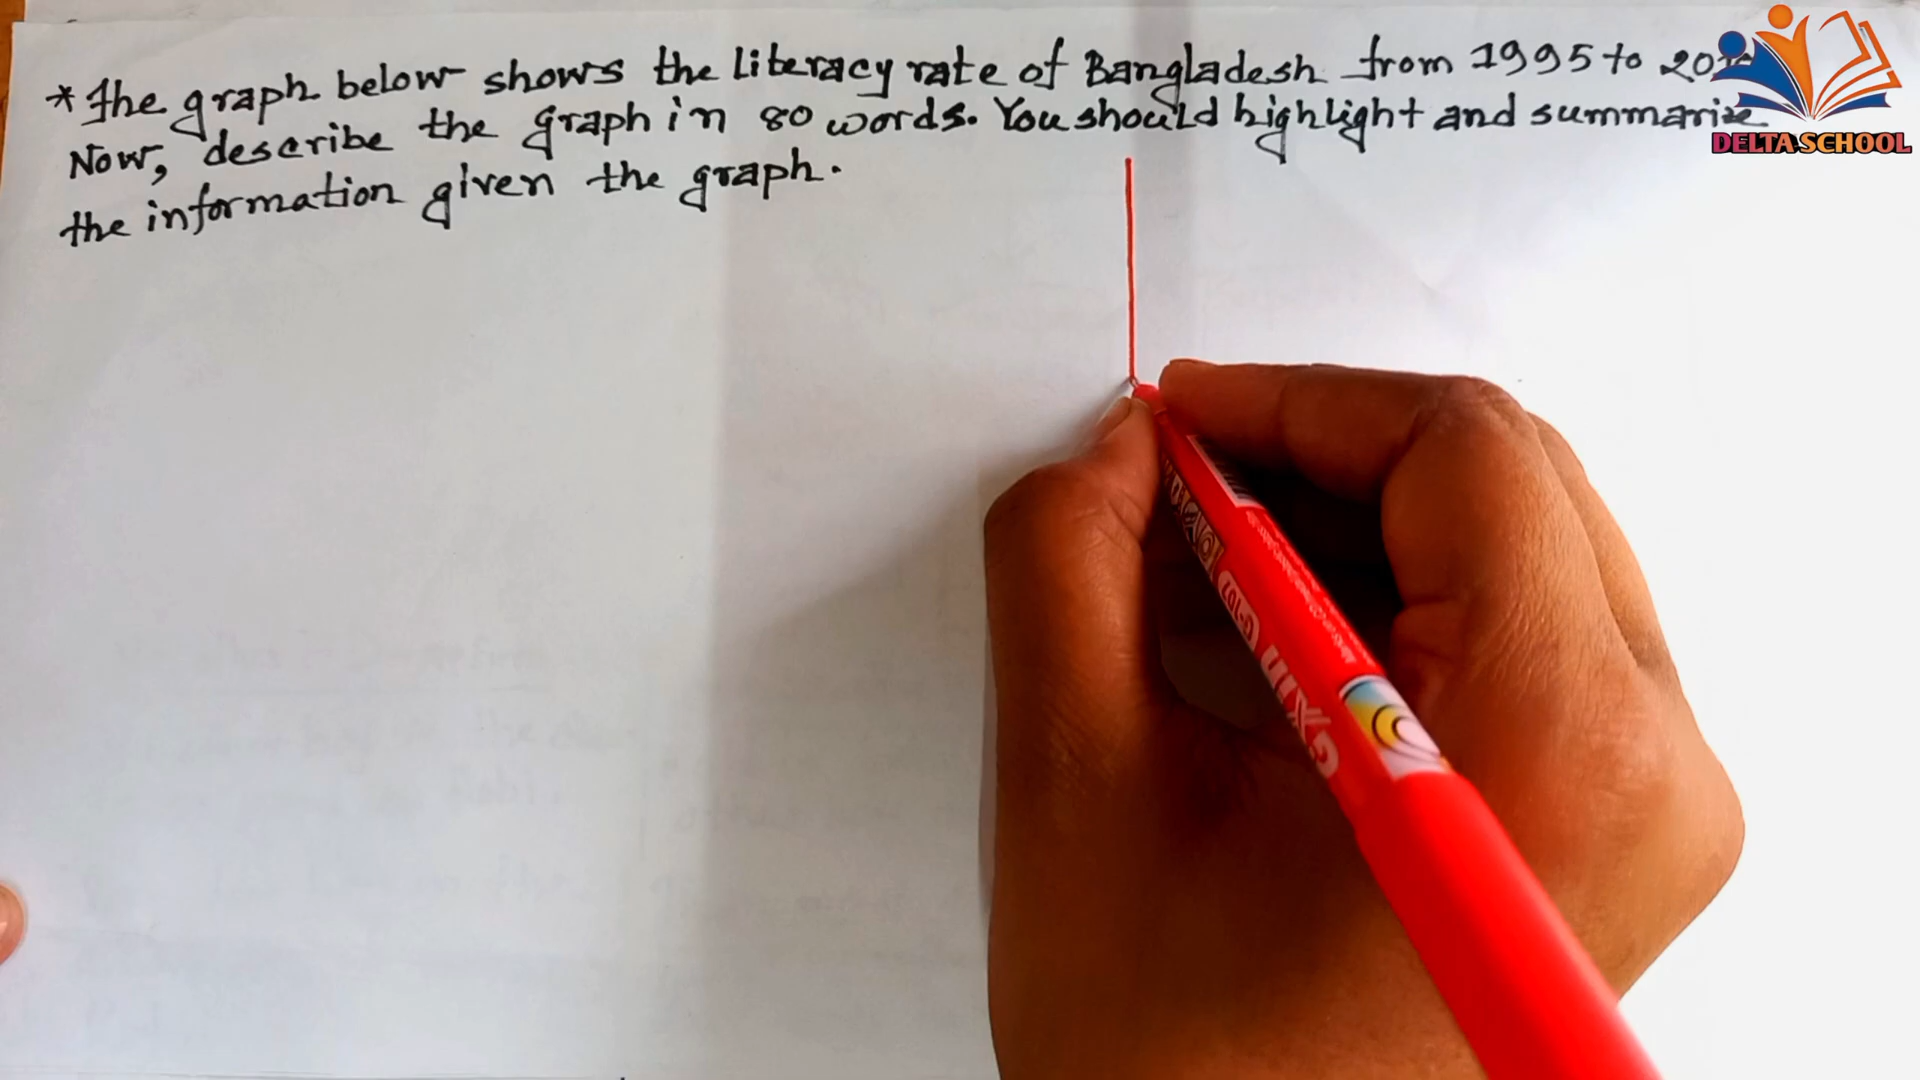 *The graph below shows the literacy rate of Bangladesh from 1995 to
Now, describe the graph in 80 words. You should highlight and summarize
the information given the graph.
DELTA SCHOOL
G-107